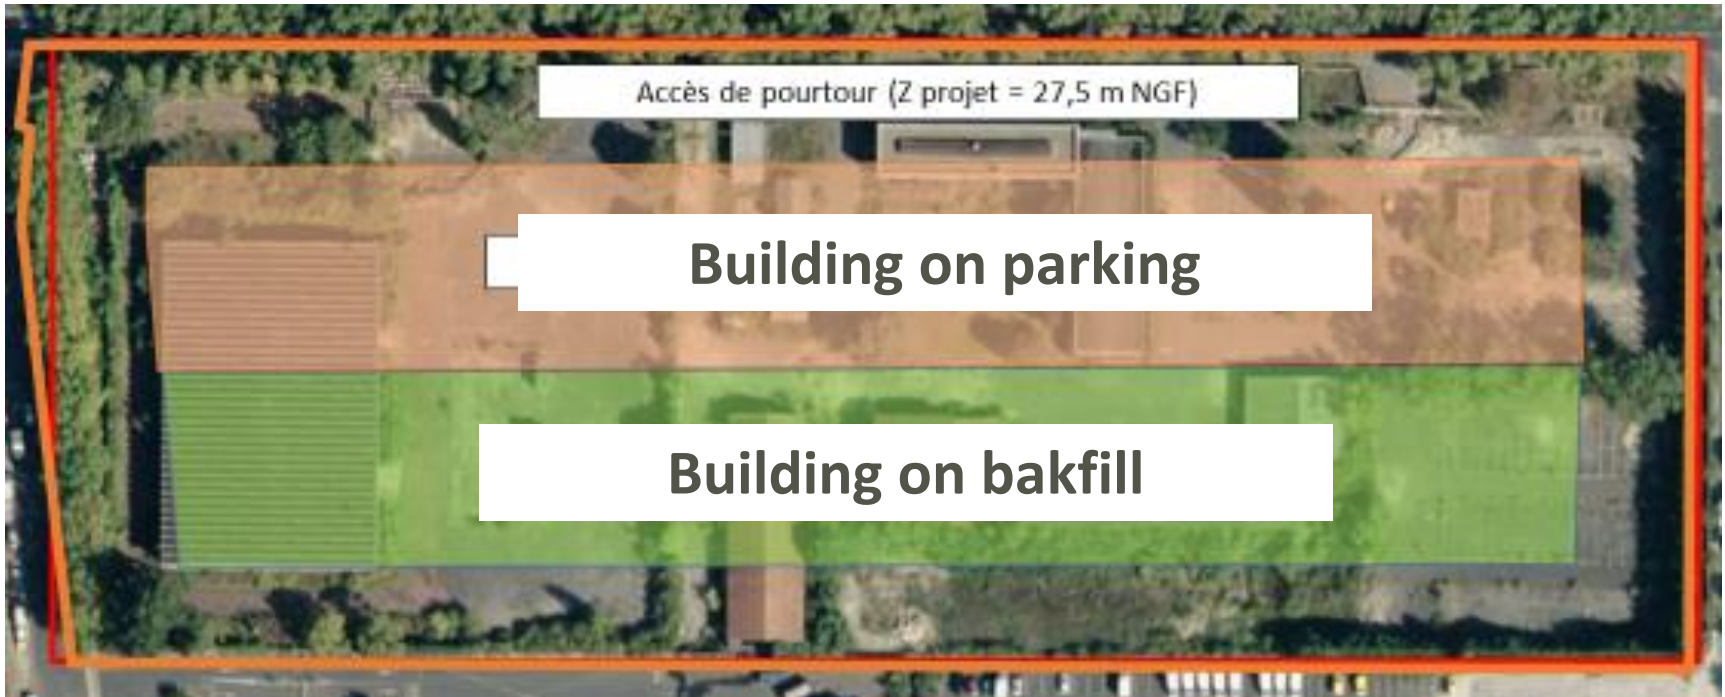 Accès de pourtour (Z projet = 27,5 m NGF)
Building on parking
Building on bakfill